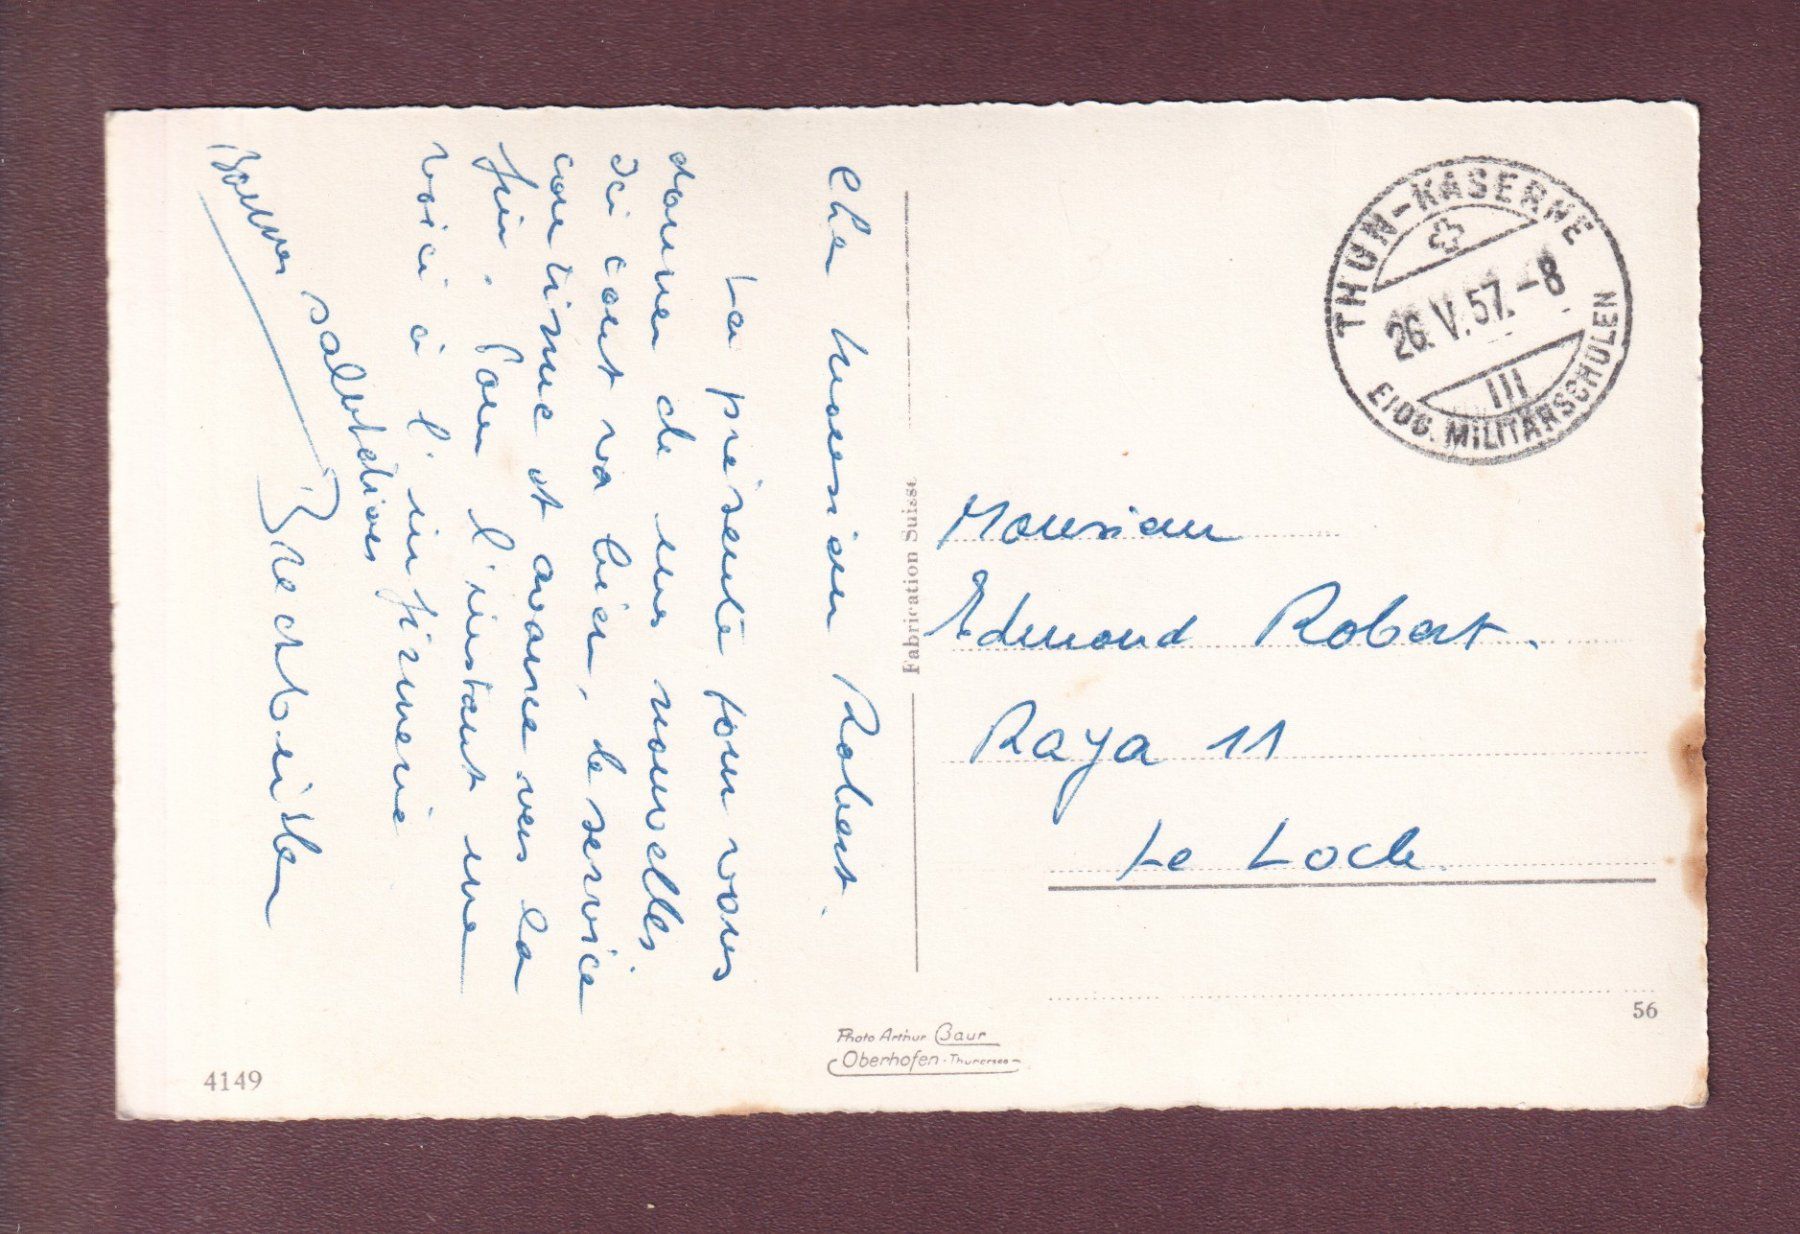 Cher Monsieur Robert.
La présente pour vous
donner de mes nouvelles.
Ici tout va bien, le service
continue et avance vers la
fin. Pour l'instant me
voici à l'infirmerie
Bonnes salutations
THUN-KASERNE
26. V. 57. - 8
III
EIDG. MILITÄRSCHULEN
Fabrication Suisse
Monsieur
Edmond Robert.
Raya 11
Le Locle.
56
Photo Arthur Baur
Oberhofen - Thunersee
4149